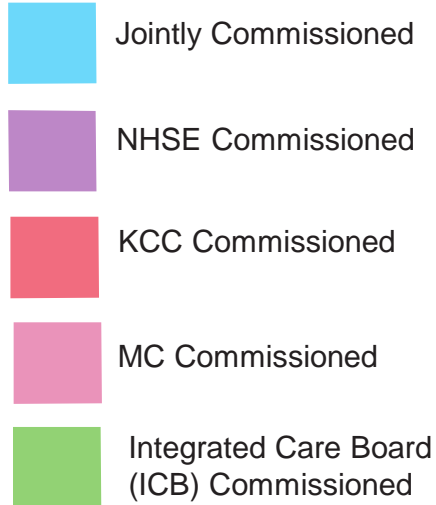 Jointly Commissioned
NHSE Commissioned
KCC Commissioned
MC Commissioned
Integrated Care Board
(ICB) Commissioned